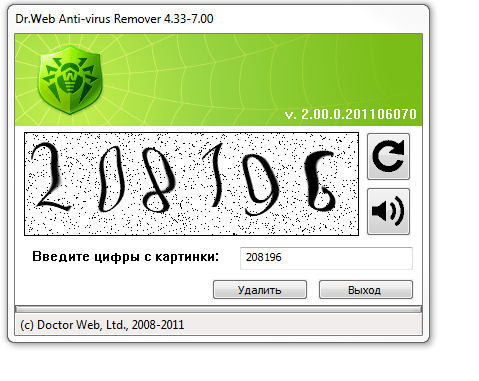 Dr.Web Anti-virus Remover 4.33-7.00
v. 2.00.0.201106070
208196
Введите цифры с картинки: 208196
Удалить Выход
(c) Doctor Web, Ltd., 2008-2011